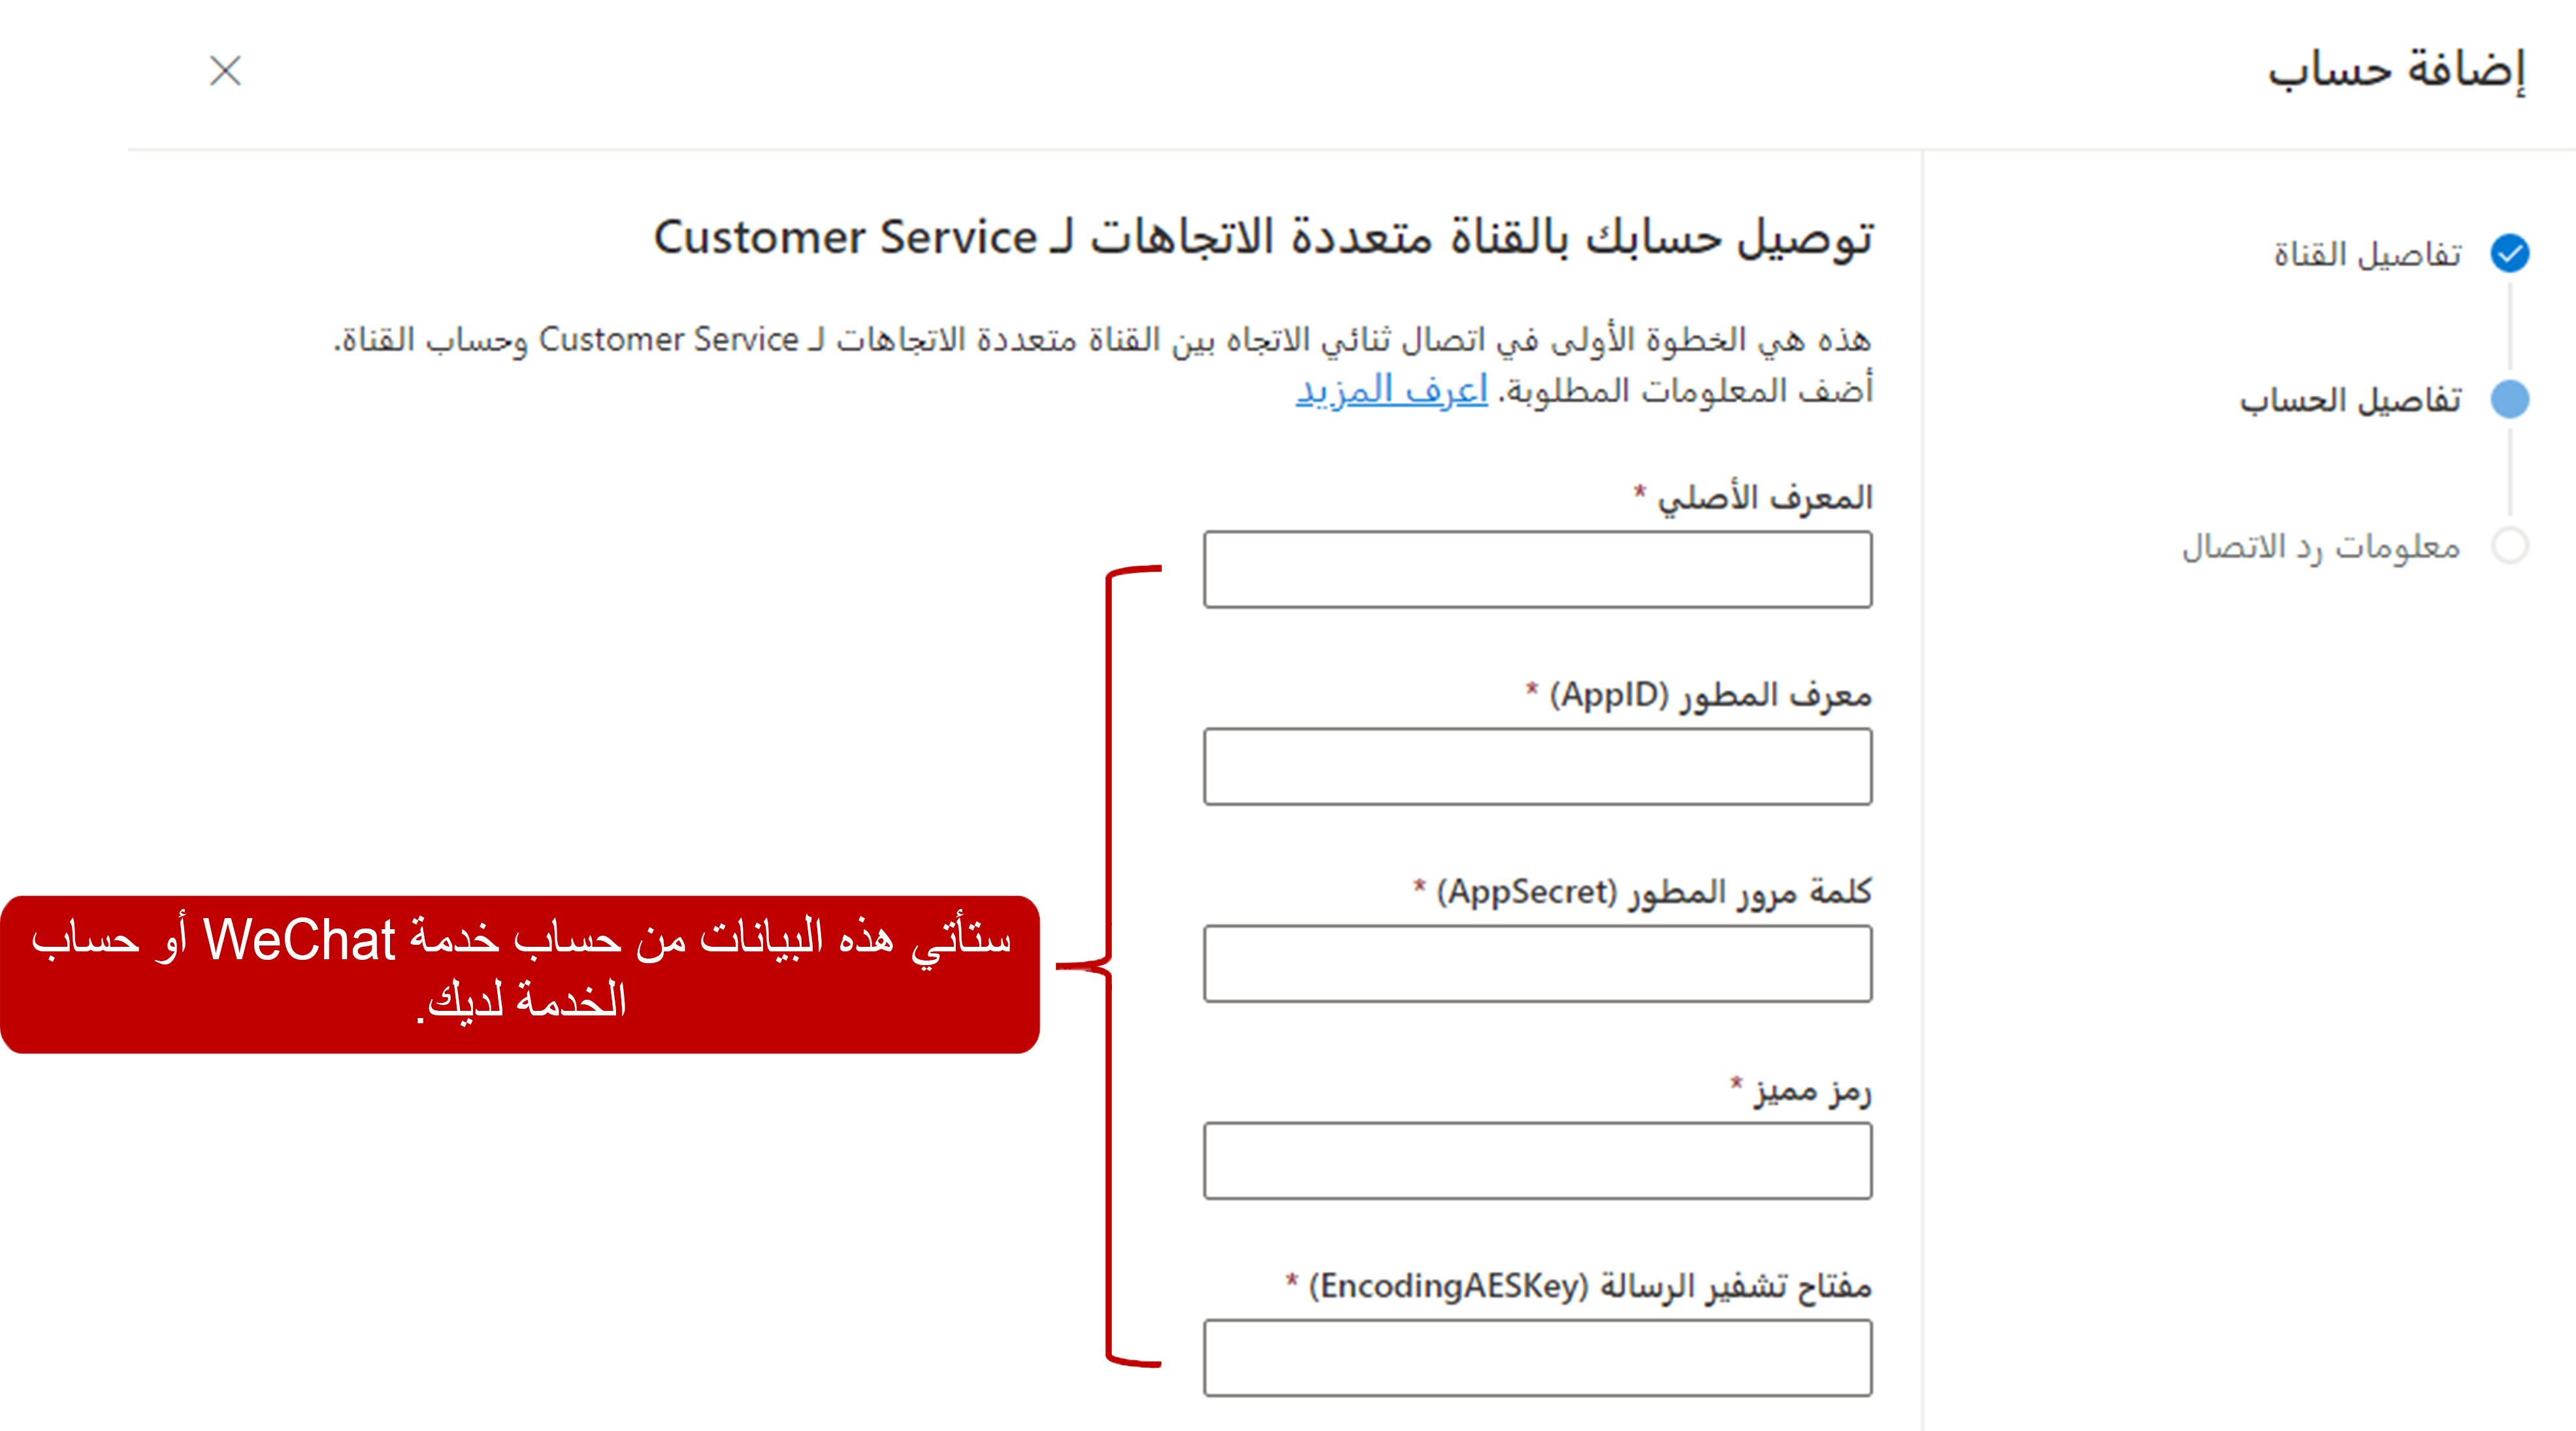 إضافة حساب
تفاصيل القناة
تفاصيل الحساب
معلومات رد الاتصال
توصيل حسابك بالقناة متعددة الاتجاهات لـ Customer Service
هذه هي الخطوة الأولى في اتصال ثنائي الاتجاه بين القناة متعددة الاتجاهات لـ Customer Service وحساب القناة.
أضف المعلومات المطلوبة. اعرف المزيد
المعرف الأصلي *
معرف المطور (AppID) *
كلمة مرور المطور (AppSecret) *
رمز مميز *
مفتاح تشفير الرسالة (EncodingAESKey) *
ستأتي هذه البيانات من حساب خدمة WeChat أو حساب
الخدمة لديك.